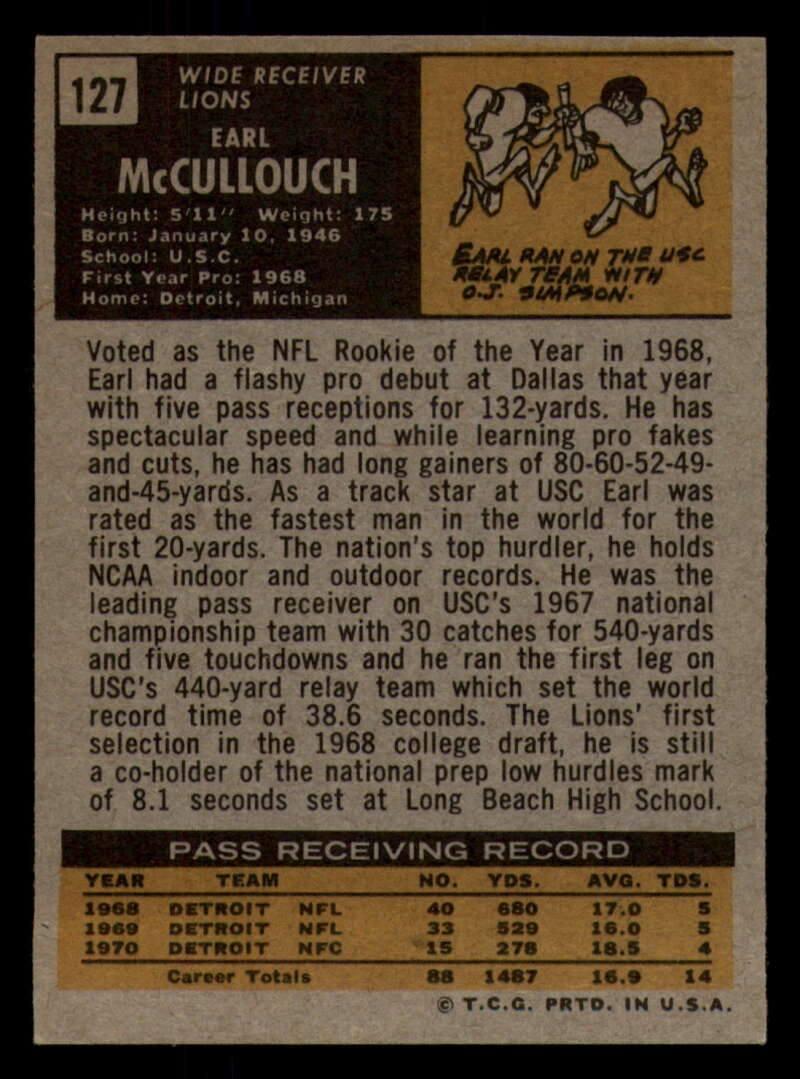 127
WIDE RECEIVER
LIONS
EARL
McCULLOUCH
Height: 5'11" Weight: 175
Born: January 10, 1946
School: U.S.C.
First Year Pro: 1968
Home: Detroit, Michigan
EARL RAN ON THE USC
RELAY TEAM WITH
O.J. SIMPSON.
Voted as the NFL Rookie of the Year in 1968,
Earl had a flashy pro debut at Dallas that year
with five pass receptions for 132-yards. He has
spectacular speed and while learning pro fakes
and cuts, he has had long gainers of 80-60-52-49-
and-45-yards. As a track star at USC Earl was
rated as the fastest man in the world for the
first 20-yards. The nation's top hurdler, he holds
NCAA indoor and outdoor records. He was the
leading pass receiver on USC's 1967 national
championship team with 30 catches for 540-yards
and five touchdowns and he ran the first leg on
USC's 440-yard relay team which set the world
record time of 38.6 seconds. The Lions' first
selection in the 1968 college draft, he is still
a co-holder of the national prep low hurdles mark
of 8.1 seconds set at Long Beach High School.
PASS RECEIVING RECORD
YEAR TEAM NO. YDS. AVG. TDS.
1968 DETROIT NFL 40 680 17.0 5
1969 DETROIT NFL 33 529 16.0 5
1970 DETROIT NFC 15 278 18.5 4
Career Totals 88 1487 16.9 14
© T.C.G. PRTD. IN U.S.A.